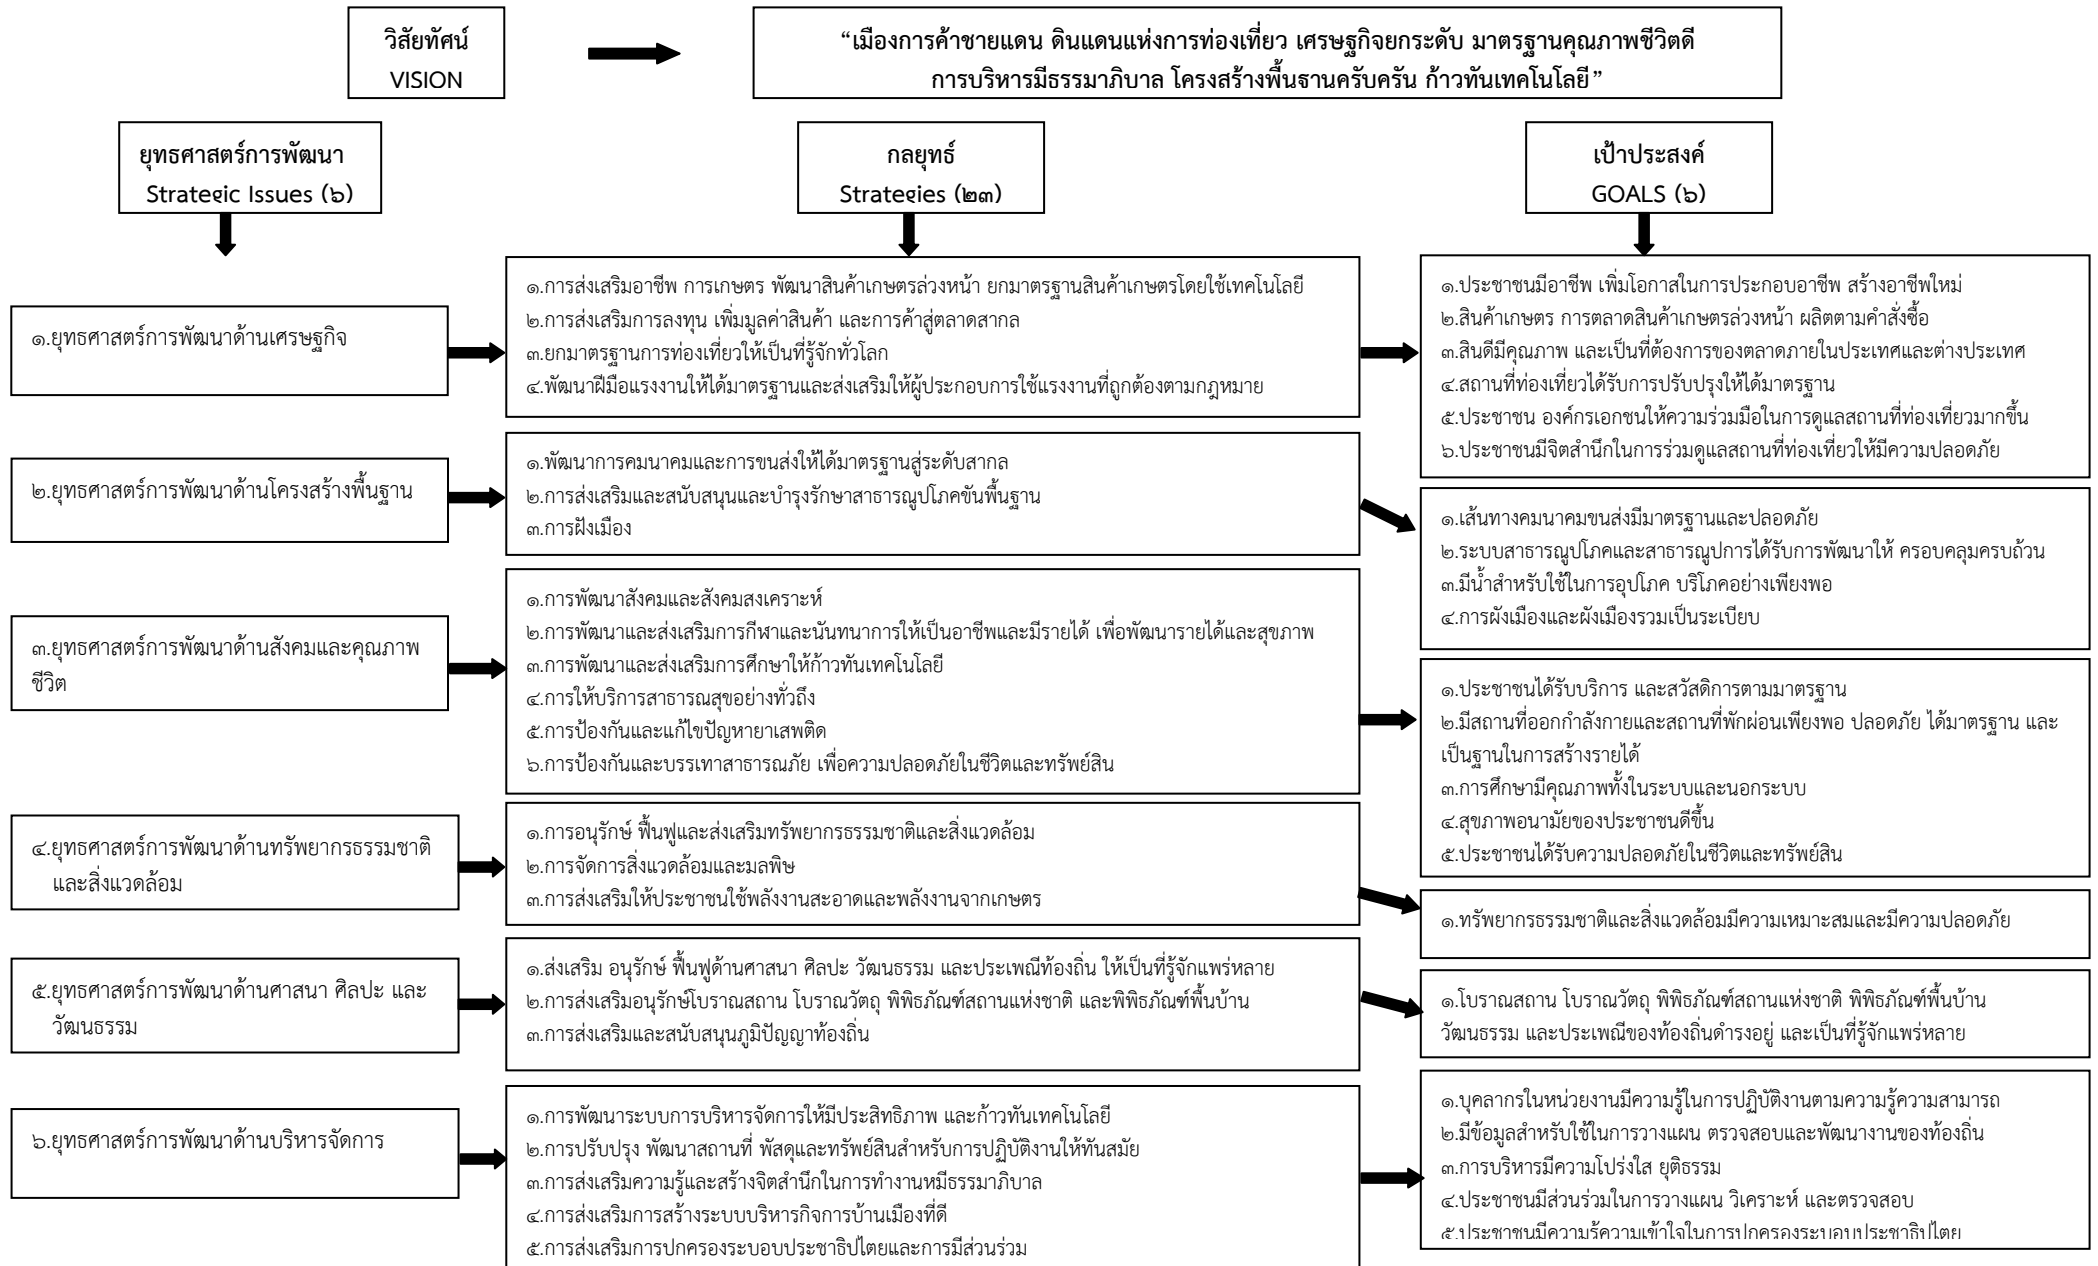 วิสัยทัศน์
VISION
“เมืองการค้าชายแดน ดินแดนแห่งการท่องเที่ยว เศรษฐกิจยกระดับ มาตรฐานคุณภาพชีวิตดี
การบริหารมีธรรมาภิบาล โครงสร้างพื้นฐานครับครัน ก้าวทันเทคโนโลยี”
ยุทธศาสตร์การพัฒนา
Strategic Issues (๖)
กลยุทธ์
Strategies (๒๓)
เป้าประสงค์
GOALS (๖)
๑.ยุทธศาสตร์การพัฒนาด้านเศรษฐกิจ
๑.การส่งเสริมอาชีพ การเกษตร พัฒนาสินค้าเกษตรล่วงหน้า ยกมาตรฐานสินค้าเกษตรโดยใช้เทคโนโลยี
๒.การส่งเสริมการลงทุน เพิ่มมูลค่าสินค้า และการค้าสู่ตลาดสากล
๓.ยกมาตรฐานการท่องเที่ยวให้เป็นที่รู้จักทั่วโลก
๔.พัฒนาฝีมือแรงงานให้ได้มาตรฐานและส่งเสริมให้ผู้ประกอบการใช้แรงงานที่ถูกต้องตามกฎหมาย
๑.ประชาชนมีอาชีพ เพิ่มโอกาสในการประกอบอาชีพ สร้างอาชีพใหม่
๒.สินค้าเกษตร การตลาดสินค้าเกษตรล่วงหน้า ผลิตตามคำสั่งซื้อ
๓.สินดีมีคุณภาพ และเป็นที่ต้องการของตลาดภายในประเทศและต่างประเทศ
๔.สถานที่ท่องเที่ยวได้รับการปรับปรุงให้ได้มาตรฐาน
๕.ประชาชน องค์กรเอกชนให้ความร่วมมือในการดูแลสถานที่ท่องเที่ยวมากขึ้น
๖.ประชาชนมีจิตสำนึกในการร่วมดูแลสถานที่ท่องเที่ยวให้มีความปลอดภัย
๒.ยุทธศาสตร์การพัฒนาด้านโครงสร้างพื้นฐาน
๑.พัฒนาการคมนาคมและการขนส่งให้ได้มาตรฐานสู่ระดับสากล
๒.การส่งเสริมและสนับสนุนและบำรุงรักษาสาธารณูปโภคขันพื้นฐาน
๓.การฝังเมือง
๑.เส้นทางคมนาคมขนส่งมีมาตรฐานและปลอดภัย
๒.ระบบสาธารณูปโภคและสาธารณูปการได้รับการพัฒนาให้ ครอบคลุมครบถ้วน
๓.มีน้ำสำหรับใช้ในการอุปโภค บริโภคอย่างเพียงพอ
๔.การผังเมืองและผังเมืองรวมเป็นระเบียบ
๓.ยุทธศาสตร์การพัฒนาด้านสังคมและคุณภาพ
ชีวิต
๑.การพัฒนาสังคมและสังคมสงเคราะห์
๒.การพัฒนาและส่งเสริมการกีฬาและนันทนาการให้เป็นอาชีพและมีรายได้ เพื่อพัฒนารายได้และสุขภาพ
๓.การพัฒนาและส่งเสริมการศึกษาให้ก้าวทันเทคโนโลยี
๔.การให้บริการสาธารณสุขอย่างทั่วถึง
๕.การป้องกันและแก้ไขปัญหายาเสพติด
๖.การป้องกันและบรรเทาสาธารณภัย เพื่อความปลอดภัยในชีวิตและทรัพย์สิน
๑.ประชาชนได้รับบริการ และสวัสดิการตามมาตรฐาน
๒.มีสถานที่ออกกำลังกายและสถานที่พักผ่อนเพียงพอ ปลอดภัย ได้มาตรฐาน และ
เป็นฐานในการสร้างรายได้
๓.การศึกษามีคุณภาพทั้งในระบบและนอกระบบ
๔.สุขภาพอนามัยของประชาชนดีขึ้น
๕.ประชาชนได้รับความปลอดภัยในชีวิตและทรัพย์สิน
๔.ยุทธศาสตร์การพัฒนาด้านทรัพยากรธรรมชาติ
และสิ่งแวดล้อม
๑.การอนุรักษ์ ฟื้นฟูและส่งเสริมทรัพยากรธรรมชาติและสิ่งแวดล้อม
๒.การจัดการสิ่งแวดล้อมและมลพิษ
๓.การส่งเสริมให้ประชาชนใช้พลังงานสะอาดและพลังงานจากเกษตร
๑.ทรัพยากรธรรมชาติและสิ่งแวดล้อมมีความเหมาะสมและมีความปลอดภัย
๕.ยุทธศาสตร์การพัฒนาด้านศาสนา ศิลปะ และ
วัฒนธรรม
๑.ส่งเสริม อนุรักษ์ ฟื้นฟูด้านศาสนา ศิลปะ วัฒนธรรม และประเพณีท้องถิ่น ให้เป็นที่รู้จักแพร่หลาย
๒.การส่งเสริมอนุรักษ์โบราณสถาน โบราณวัตถุ พิพิธภัณฑ์สถานแห่งชาติ และพิพิธภัณฑ์พื้นบ้าน
๓.การส่งเสริมและสนับสนุนภูมิปัญญาท้องถิ่น
๑.โบราณสถาน โบราณวัตถุ พิพิธภัณฑ์สถานแห่งชาติ พิพิธภัณฑ์พื้นบ้าน
วัฒนธรรม และประเพณีของท้องถิ่นดำรงอยู่ และเป็นที่รู้จักแพร่หลาย
๖.ยุทธศาสตร์การพัฒนาด้านบริหารจัดการ
๑.การพัฒนาระบบการบริหารจัดการให้มีประสิทธิภาพ และก้าวทันเทคโนโลยี
๒.การปรับปรุง พัฒนาสถานที่ พัสดุและทรัพย์สินสำหรับการปฏิบัติงานให้ทันสมัย
๓.การส่งเสริมความรู้และสร้างจิตสำนึกในการทำงานหมีธรรมาภิบาล
๔.การส่งเสริมการสร้างระบบบริหารกิจการบ้านเมืองที่ดี
๕.การส่งเสริมการปกครองระบอบประชาธิปไตยและการมีส่วนร่วม
๑.บุคลากรในหน่วยงานมีความรู้ในการปฏิบัติงานตามความรู้ความสามารถ
๒.มีข้อมูลสำหรับใช้ในการวางแผน ตรวจสอบและพัฒนางานของท้องถิ่น
๓.การบริหารมีความโปร่งใส ยุติธรรม
๔.ประชาชนมีส่วนร่วมในการวางแผน วิเคราะห์ และตรวจสอบ
๕.ประชาชนมีความรู้ความเข้าใจในการปกครองระบอบประชาธิปไตย